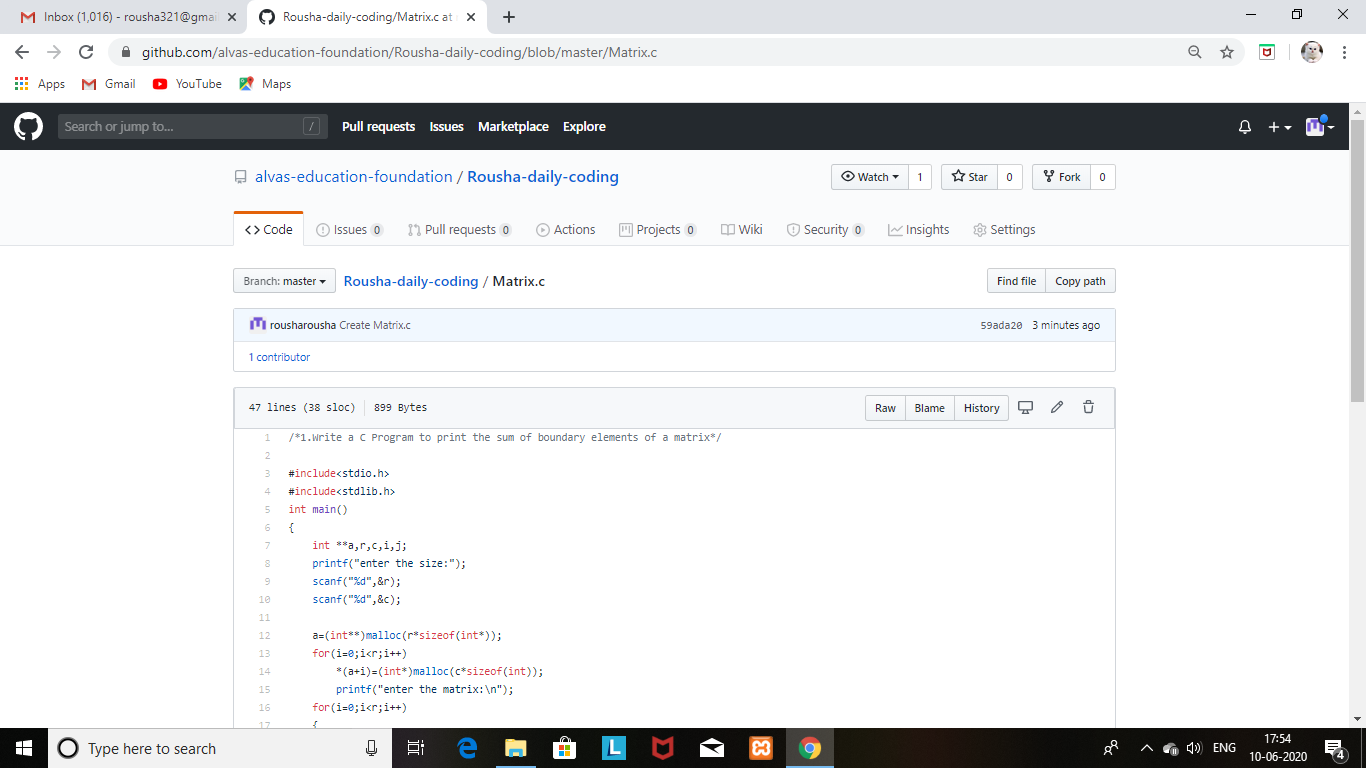 Inbox (1,016) - rousha321@gmai
Rousha-daily-coding/Matrix.c at
github.com/alvas-education-foundation/Rousha-daily-coding/blob/master/Matrix.c
Apps Gmail YouTube Maps
Search or jump to... / Pull requests Issues Marketplace Explore
alvas-education-foundation / Rousha-daily-coding Watch 1 Star 0 Fork 0
Code Issues 0 Pull requests 0 Actions Projects 0 Wiki Security 0 Insights Settings
Branch: master Rousha-daily-coding / Matrix.c Find file Copy path
rousharousha Create Matrix.c 59ada20 3 minutes ago
1 contributor
47 lines (38 sloc) 899 Bytes Raw Blame History
1 /*1.Write a C Program to print the sum of boundary elements of a matrix*/
2
3 #include<stdio.h>
4 #include<stdlib.h>
5 int main()
6 {
7 int **a,r,c,i,j;
8 printf("enter the size:");
9 scanf("%d",&r);
10 scanf("%d",&c);
11
12 a=(int**)malloc(r*sizeof(int*));
13 for(i=0;i<r;i++)
14 *(a+i)=(int*)malloc(c*sizeof(int));
15 printf("enter the matrix:\n");
16 for(i=0;i<r;i++)
17 {
Type here to search
L
ENG
17:54
10-06-2020
4